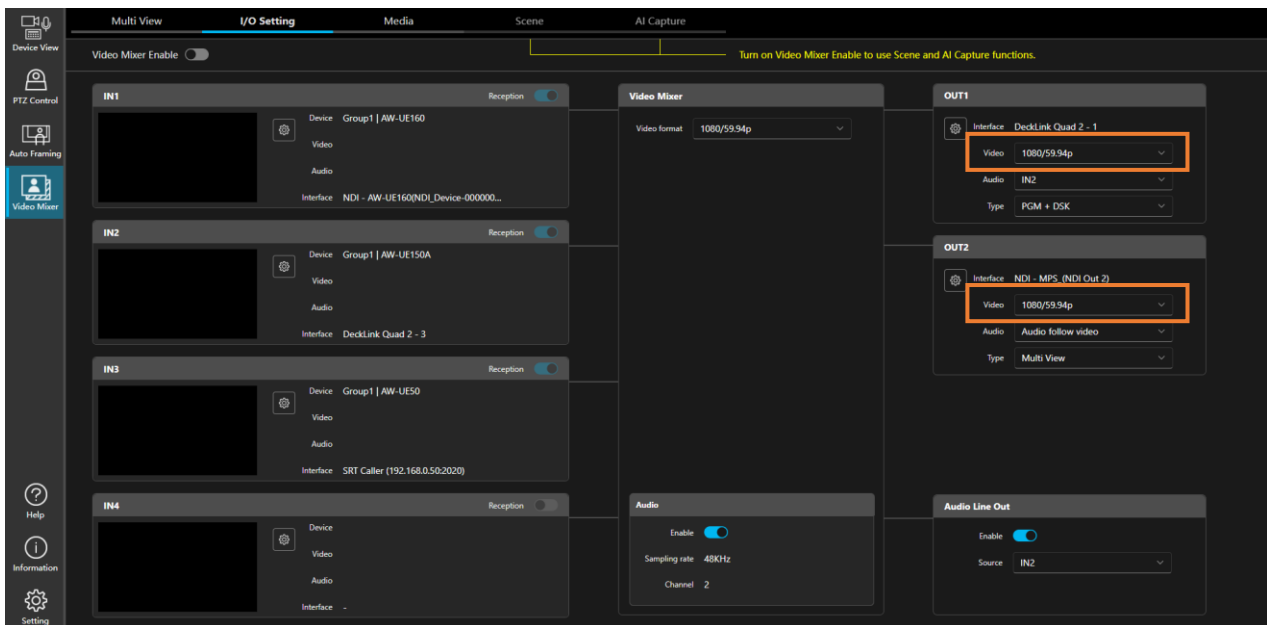 Multi View
I/O Setting
Media
Scene
AI Capture
Device View
PTZ Control
Auto Framing
Video Mixer
Help
Information
Setting
Video Mixer Enable
Turn on Video Mixer Enable to use Scene and AI Capture functions.
IN1
Reception
Device Group1 | AW-UE160
Video
Audio
Interface NDI - AW-UE160(NDI_Device-000000...
IN2
Reception
Device Group1 | AW-UE150A
Video
Audio
Interface DeckLink Quad 2 - 3
IN3
Reception
Device Group1 | AW-UE50
Video
Audio
Interface SRT Caller (192.168.0.50:2020)
IN4
Reception
Device
Video
Audio
Interface -
Video Mixer
Video format 1080/59.94p
Audio
Enable
Sampling rate 48KHz
Channel 2
OUT1
Interface DeckLink Quad 2 - 1
Video 1080/59.94p
Audio IN2
Type PGM + DSK
OUT2
Interface NDI - MPS_(NDI Out 2)
Video 1080/59.94p
Audio Audio follow video
Type Multi View
Audio Line Out
Enable
Source IN2